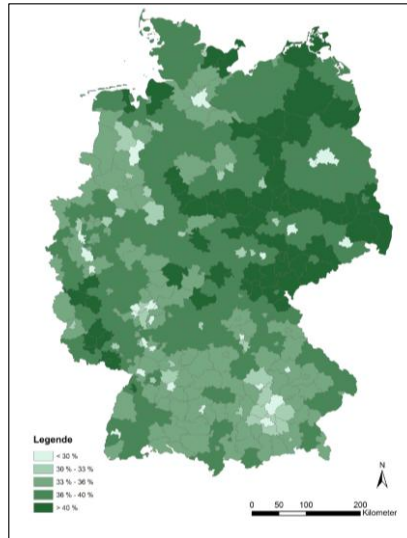 Legende
< 30 %
30 % - 33 %
33 % - 36 %
36 % - 40 %
> 40 %
N
0 50 100 200
Kilometer